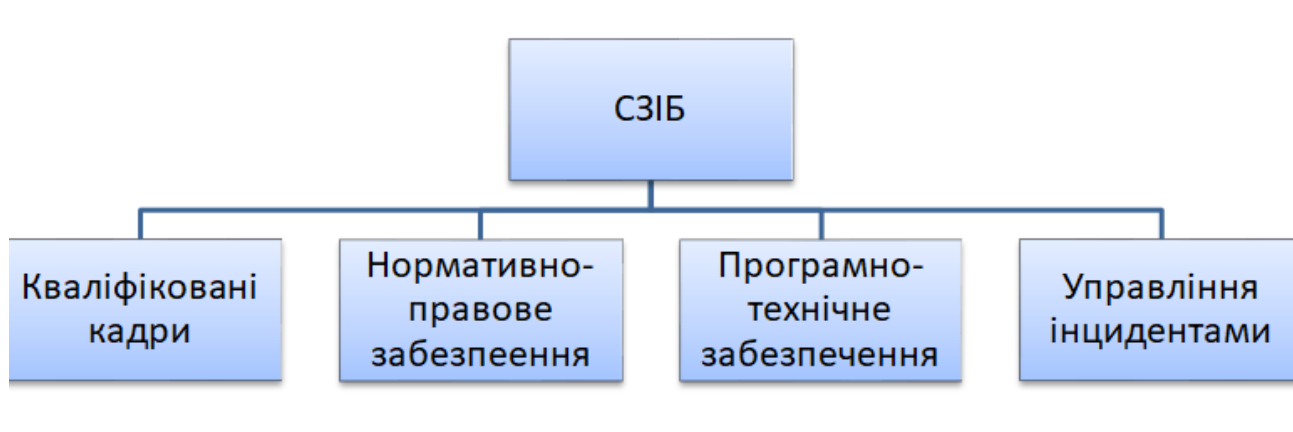 СЗІБ
Кваліфіковані
кадри
Нормативно-
правове
забезпеення
Програмно-
технічне
забезпечення
Управління
інцидентами